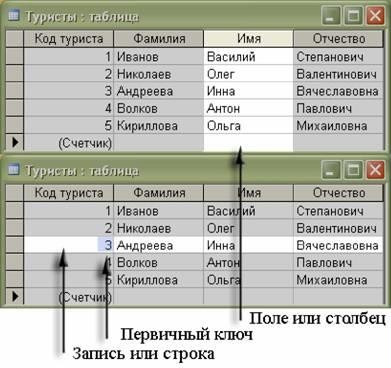 Туристы : таблица
Код туриста Фамилия Имя Отчество
1 Иванов Василий Степанович
2 Николаев Олег Валентинович
3 Андреева Инна Вячеславовна
4 Волков Антон Павлович
5 Кириллова Ольга Михаиловна
(Счетчик)
Туристы : таблица
Код туриста Фамилия Имя Отчество
1 Иванов Василий Степанович
2 Николаев Олег Валентинович
3 Андреева Инна Вячеславовна
4 Волков Антон Павлович
5 Кириллова Ольга Михаиловна
(Счетчик)
Поле или столбец
Первичный ключ
Запись или строка